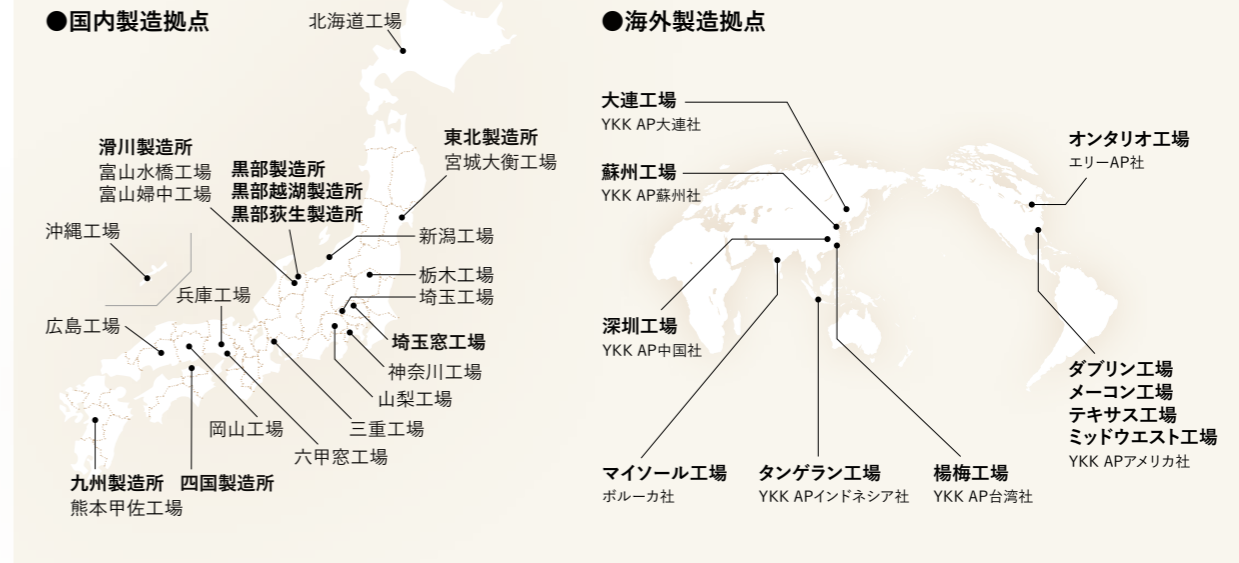 ●国内製造拠点
北海道工場
東北製造所
宮城大衡工場
滑川製造所
富山水橋工場
富山婦中工場
黒部製造所
黒部越湖製造所
黒部荻生製造所
沖縄工場
新潟工場
栃木工場
埼玉工場
兵庫工場
広島工場
埼玉窓工場
神奈川工場
山梨工場
岡山工場
三重工場
六甲窓工場
九州製造所
熊本甲佐工場
四国製造所
●海外製造拠点
大連工場
YKK AP大連社
蘇州工場
YKK AP蘇州社
オンタリオ工場
エリーAP社
深圳工場
YKK AP中国社
ダブリン工場
メーコン工場
テキサス工場
ミッドウエスト工場
YKK APアメリカ社
マイソール工場
ボルーカ社
タンゲラン工場
YKK APインドネシア社
楊梅工場
YKK AP台湾社